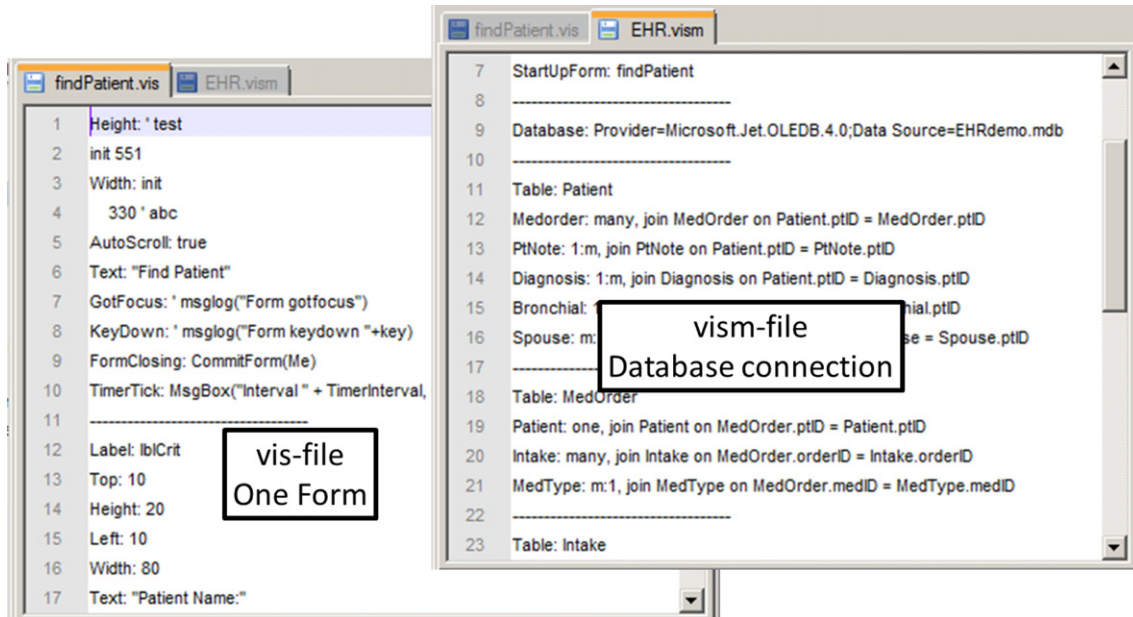 findPatient.vis EHR.vism
1 Height: ' test
2 init 551
3 Width: init
4 330 ' abc
5 AutoScroll: true
6 Text: "Find Patient"
7 GotFocus: ' msglog("Form gotfocus")
8 KeyDown: ' msglog("Form keydown "+key)
9 FormClosing: CommitForm(Me)
10 TimerTick: MsgBox("Interval " + TimerInterval,
11 -----------------------------------
12 Label: lblCrit
13 Top: 10
14 Height: 20
15 Left: 10
16 Width: 80
17 Text: "Patient Name:"
vis-file
One Form
findPatient.vis EHR.vism
7 StartUpForm: findPatient
8 -----------------------------------
9 Database: Provider=Microsoft.Jet.OLEDB.4.0;Data Source=EHRdemo.mdb
10 -----------------------------------
11 Table: Patient
12 Medorder: many, join MedOrder on Patient.ptID = MedOrder.ptID
13 PtNote: 1:m, join PtNote on Patient.ptID = PtNote.ptID
14 Diagnosis: 1:m, join Diagnosis on Patient.ptID = Diagnosis.ptID
15 Bronchial:
16 Spouse: m: = Spouse.ptID
17
18 Table: MedOrder
19 Patient: one, join Patient on MedOrder.ptID = Patient.ptID
20 Intake: many, join Intake on MedOrder.orderID = Intake.orderID
21 MedType: m:1, join MedType on MedOrder.medID = MedType.medID
22 -----------------------------------
23 Table: Intake
vism-file
Database connection